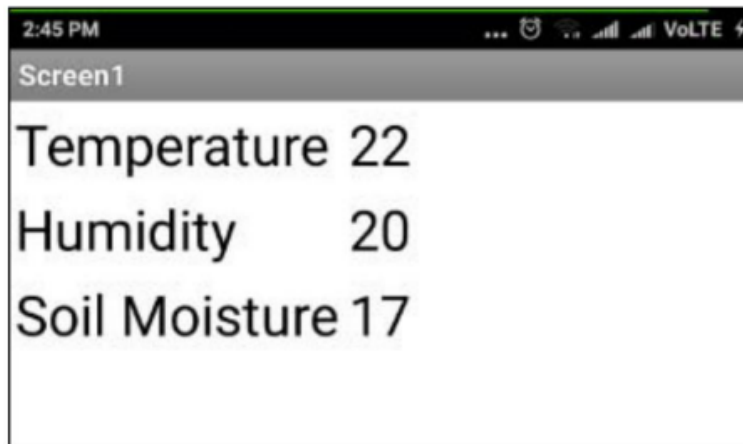 2:45 PM ... VoLTE
Screen1
Temperature 22
Humidity 20
Soil Moisture 17